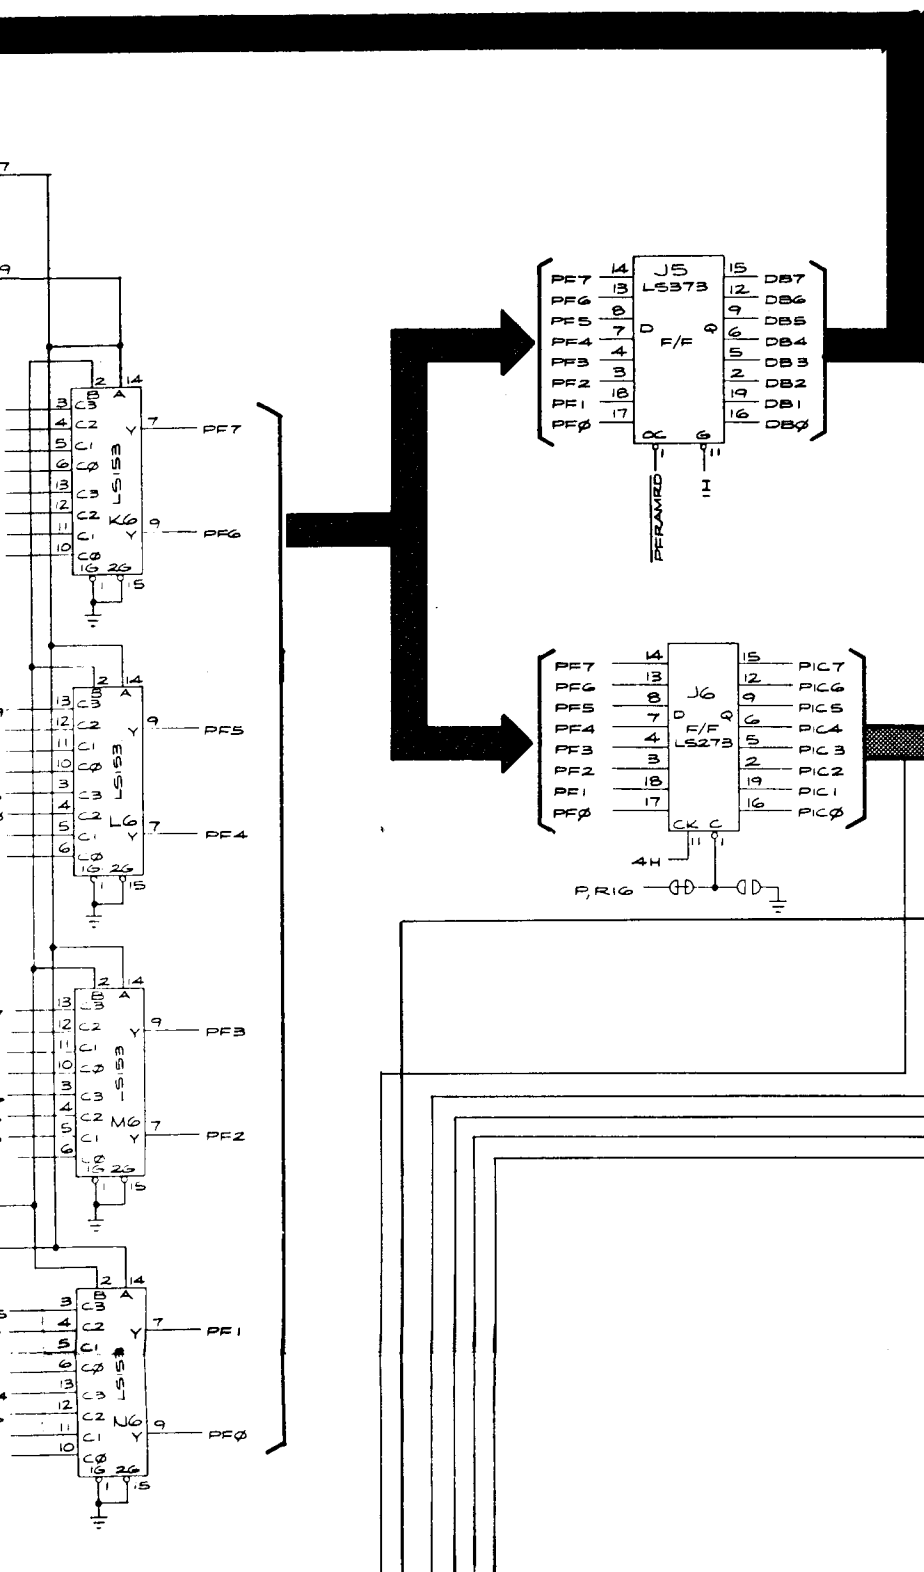 7
9
2 14
B A
3 C3
4 C2
5 C1
6 CØ
13 C3
12 C2
11 C1
10 CØ
LS153
K6
Y 7 PF7
Y 9 PF6
1G 2G
1 15
2 14
B A
13 C3
12 C2
11 C1
10 CØ
3 C3
4 C2
5 C1
6 CØ
LS153
L6
Y 9 PF5
Y 7 PF4
1G 2G
1 15
2 14
B A
13 C3
12 C2
11 C1
10 CØ
3 C3
4 C2
5 C1
6 CØ
LS153
M6
Y 9 PF3
Y 7 PF2
1G 2G
1 15
2 14
B A
3 C3
4 C2
5 C1
6 CØ
13 C3
12 C2
11 C1
10 CØ
LS153
N6
Y 7 PF1
Y 9 PFØ
1G 2G
1 15
J5
LS373
D Q
F/F
PF7 14 15 DB7
PF6 13 12 DB6
PF5 8 9 DB5
PF4 7 6 DB4
PF3 4 5 DB3
PF2 3 2 DB2
PF1 18 19 DB1
PFØ 17 16 DBØ
OC G
1 11
PFRAMRD
H
J6
D Q
F/F
LS273
PF7 14 15 PIC7
PF6 13 12 PIC6
PF5 8 9 PIC5
PF4 7 6 PIC4
PF3 4 5 PIC3
PF2 3 2 PIC2
PF1 18 19 PIC1
PFØ 17 16 PICØ
CK C
11 1
4H
P,R16